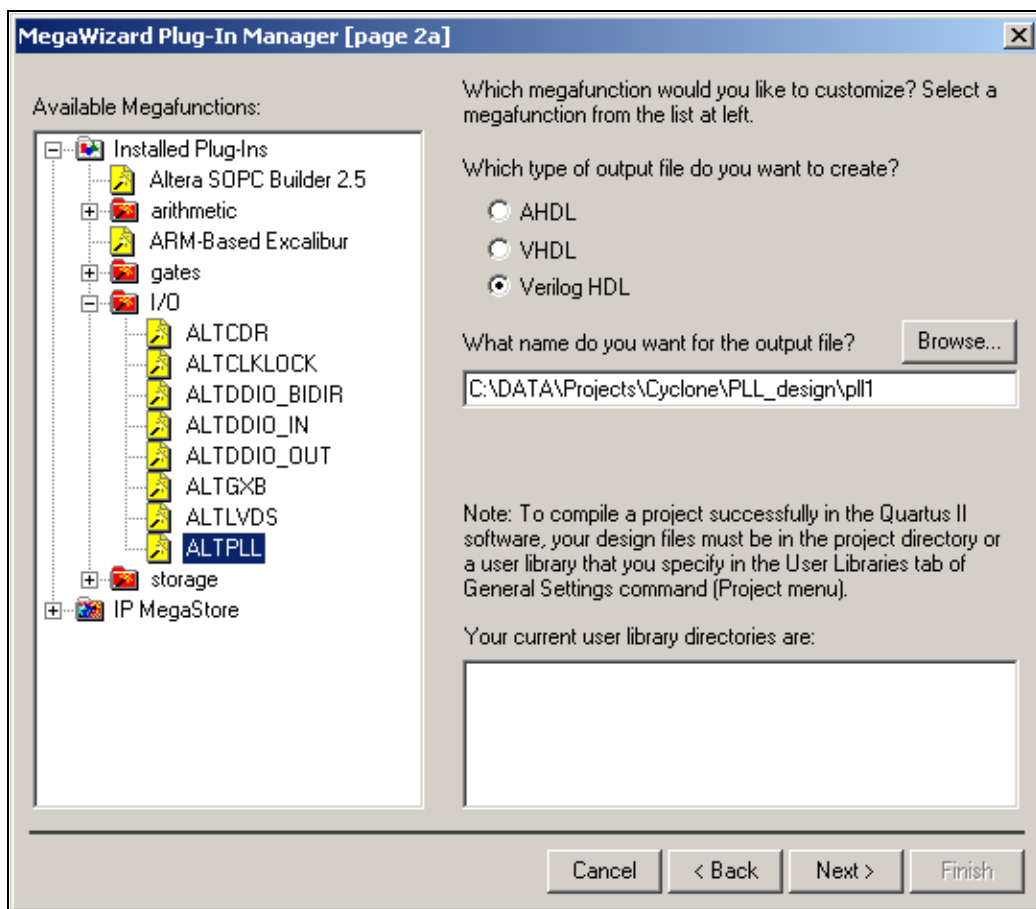 MegaWizard Plug-In Manager [page 2a]
Available Megafunctions:
Installed Plug-Ins
Altera SOPC Builder 2.5
arithmetic
ARM-Based Excalibur
gates
I/O
ALTCDR
ALTCLKLOCK
ALTDDIO_BIDIR
ALTDDIO_IN
ALTDDIO_OUT
ALTGXB
ALTLVDS
ALTPLL
storage
IP MegaStore
Which megafunction would you like to customize? Select a
megafunction from the list at left.
Which type of output file do you want to create?
AHDL
VHDL
Verilog HDL
What name do you want for the output file?
Browse...
C:\DATA\Projects\Cyclone\PLL_design\pll1
Note: To compile a project successfully in the Quartus II
software, your design files must be in the project directory or
a user library that you specify in the User Libraries tab of
General Settings command (Project menu).
Your current user library directories are:
Cancel
< Back
Next >
Finish